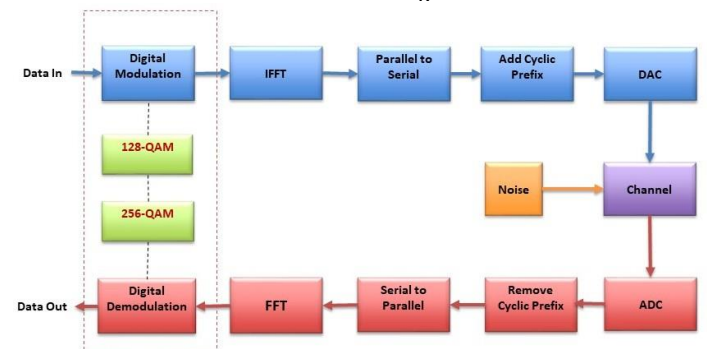 Data In
Digital
Modulation
IFFT
Parallel to
Serial
Add Cyclic
Prefix
DAC
128-QAM
256-QAM
Noise
Channel
Data Out
Digital
Demodulation
FFT
Serial to
Parallel
Remove
Cyclic Prefix
ADC